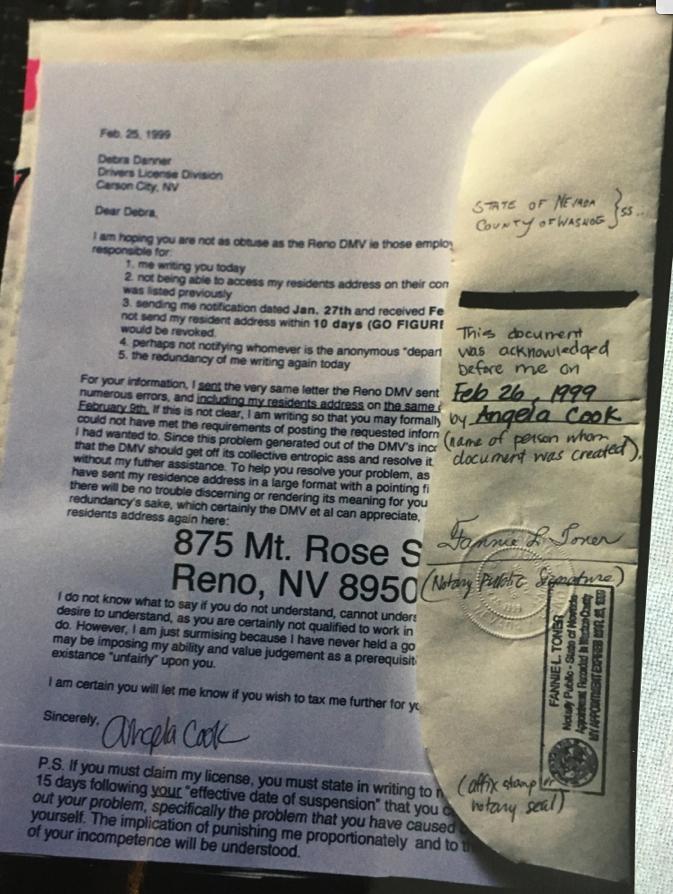 Feb. 25, 1999
Debra Danner
Drivers License Division
Carson City, NV
Dear Debra,
I am hoping you are not as obtuse as the Reno DMV ie those employ
responsible for:
1. me writing you today
2. not being able to access my residents address on their com
was listed previously
3. sending me notification dated Jan. 27th and received Fe
not send my resident address within 10 days (GO FIGURE
would be revoked.
4. perhaps not notifying whomever is the anonymous "depart
5. the redundancy of me writing again today
For your information, I sent the very same letter the Reno DMV sent
numerous errors, and including my residents address on the same
February 9th. If this is not clear, I am writing so that you may formally
could not have met the requirements of posting the requested inform
I had wanted to. Since this problem generated out of the DMV's inco
that the DMV should get off its collective entropic ass and resolve it
without my futher assistance. To help you resolve your problem, as
have sent my residence address in a large format with a pointing fi
there will be no trouble discerning or rendering its meaning for you
redundancy's sake, which certainly the DMV et al can appreciate,
residents address again here:
875 Mt. Rose S
Reno, NV 8950
I do not know what to say if you do not understand, cannot unders
desire to understand, as you are certainly not qualified to work in
do. However, I am just surmising because I have never held a go
may be imposing my ability and value judgement as a prerequisit
existance "unfairly" upon you.
I am certain you will let me know if you wish to tax me further for yo
Sincerely,
Angela Cook
P.S. If you must claim my license, you must state in writing to m
15 days following your "effective date of suspension" that you c
out your problem, specifically the problem that you have caused
yourself. The implication of punishing me proportionately and to th
of your incompetence will be understood.
STATE OF NEVADA } ss..
COUNTY OF WASHOE
This document
was acknowledged
before me on
Feb 26, 1999
by Angela Cook
(name of person whom
document was created).
Fannie L. Toner
(Notary Public Signature)
FANNIE L. TONER
Notary Public - State of Nevada
Appointment Recorded in Washoe County
MY APPOINTMENT EXPIRES
(affix stamp or
notary seal)